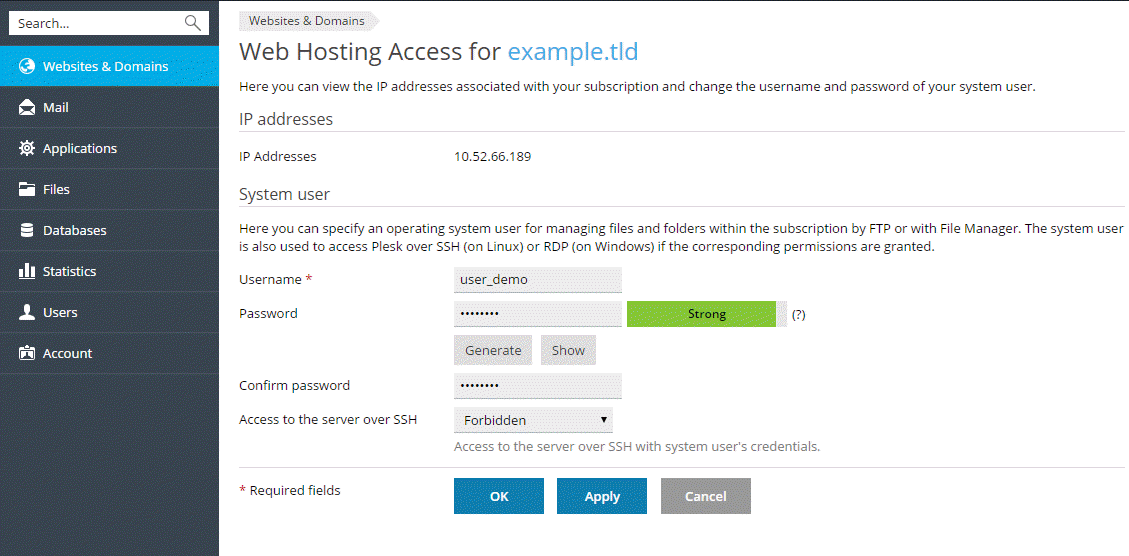 Search...
Websites & Domains
Mail
Applications
Files
Databases
Statistics
Users
Account
Websites & Domains
Web Hosting Access for example.tld
Here you can view the IP addresses associated with your subscription and change the username and password of your system user.
IP addresses
IP Addresses 10.52.66.189
System user
Here you can specify an operating system user for managing files and folders within the subscription by FTP or with File Manager. The system user
is also used to access Plesk over SSH (on Linux) or RDP (on Windows) if the corresponding permissions are granted.
Username * user_demo
Password •••••••• Strong (?)
Generate Show
Confirm password ••••••••
Access to the server over SSH Forbidden
Access to the server over SSH with system user's credentials.
* Required fields OK Apply Cancel